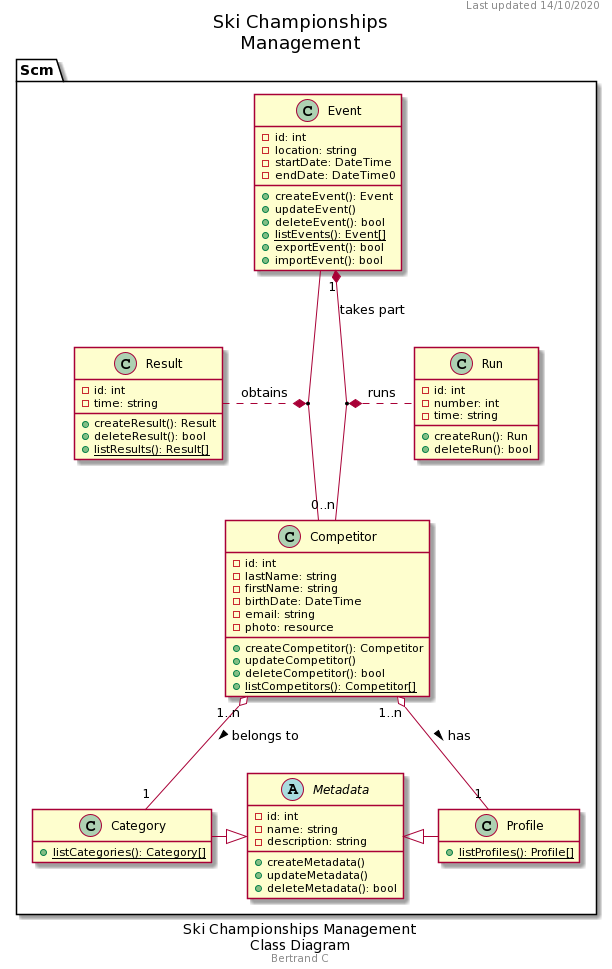 Last updated 14/10/2020
Ski Championships
Management
Scm
C Event
id: int
location: string
startDate: DateTime
endDate: DateTime0
createEvent(): Event
updateEvent()
deleteEvent(): bool
listEvents(): Event[]
exportEvent(): bool
importEvent(): bool
1
takes part
C Result
id: int
time: string
createResult(): Result
deleteResult(): bool
listResults(): Result[]
obtains
runs
C Run
id: int
number: int
time: string
createRun(): Run
deleteRun(): bool
0..n
C Competitor
id: int
lastName: string
firstName: string
birthDate: DateTime
email: string
photo: resource
createCompetitor(): Competitor
updateCompetitor()
deleteCompetitor(): bool
listCompetitors(): Competitor[]
1..n
1..n
belongs to
has
1
1
C Category
listCategories(): Category[]
A Metadata
id: int
name: string
description: string
createMetadata()
updateMetadata()
deleteMetadata(): bool
C Profile
listProfiles(): Profile[]
Ski Championships Management
Class Diagram
Bertrand C